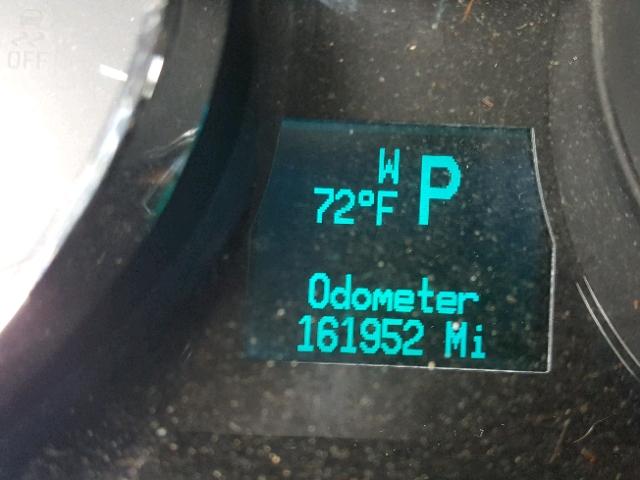 OFF
W
72°F P
Odometer
161952 Mi